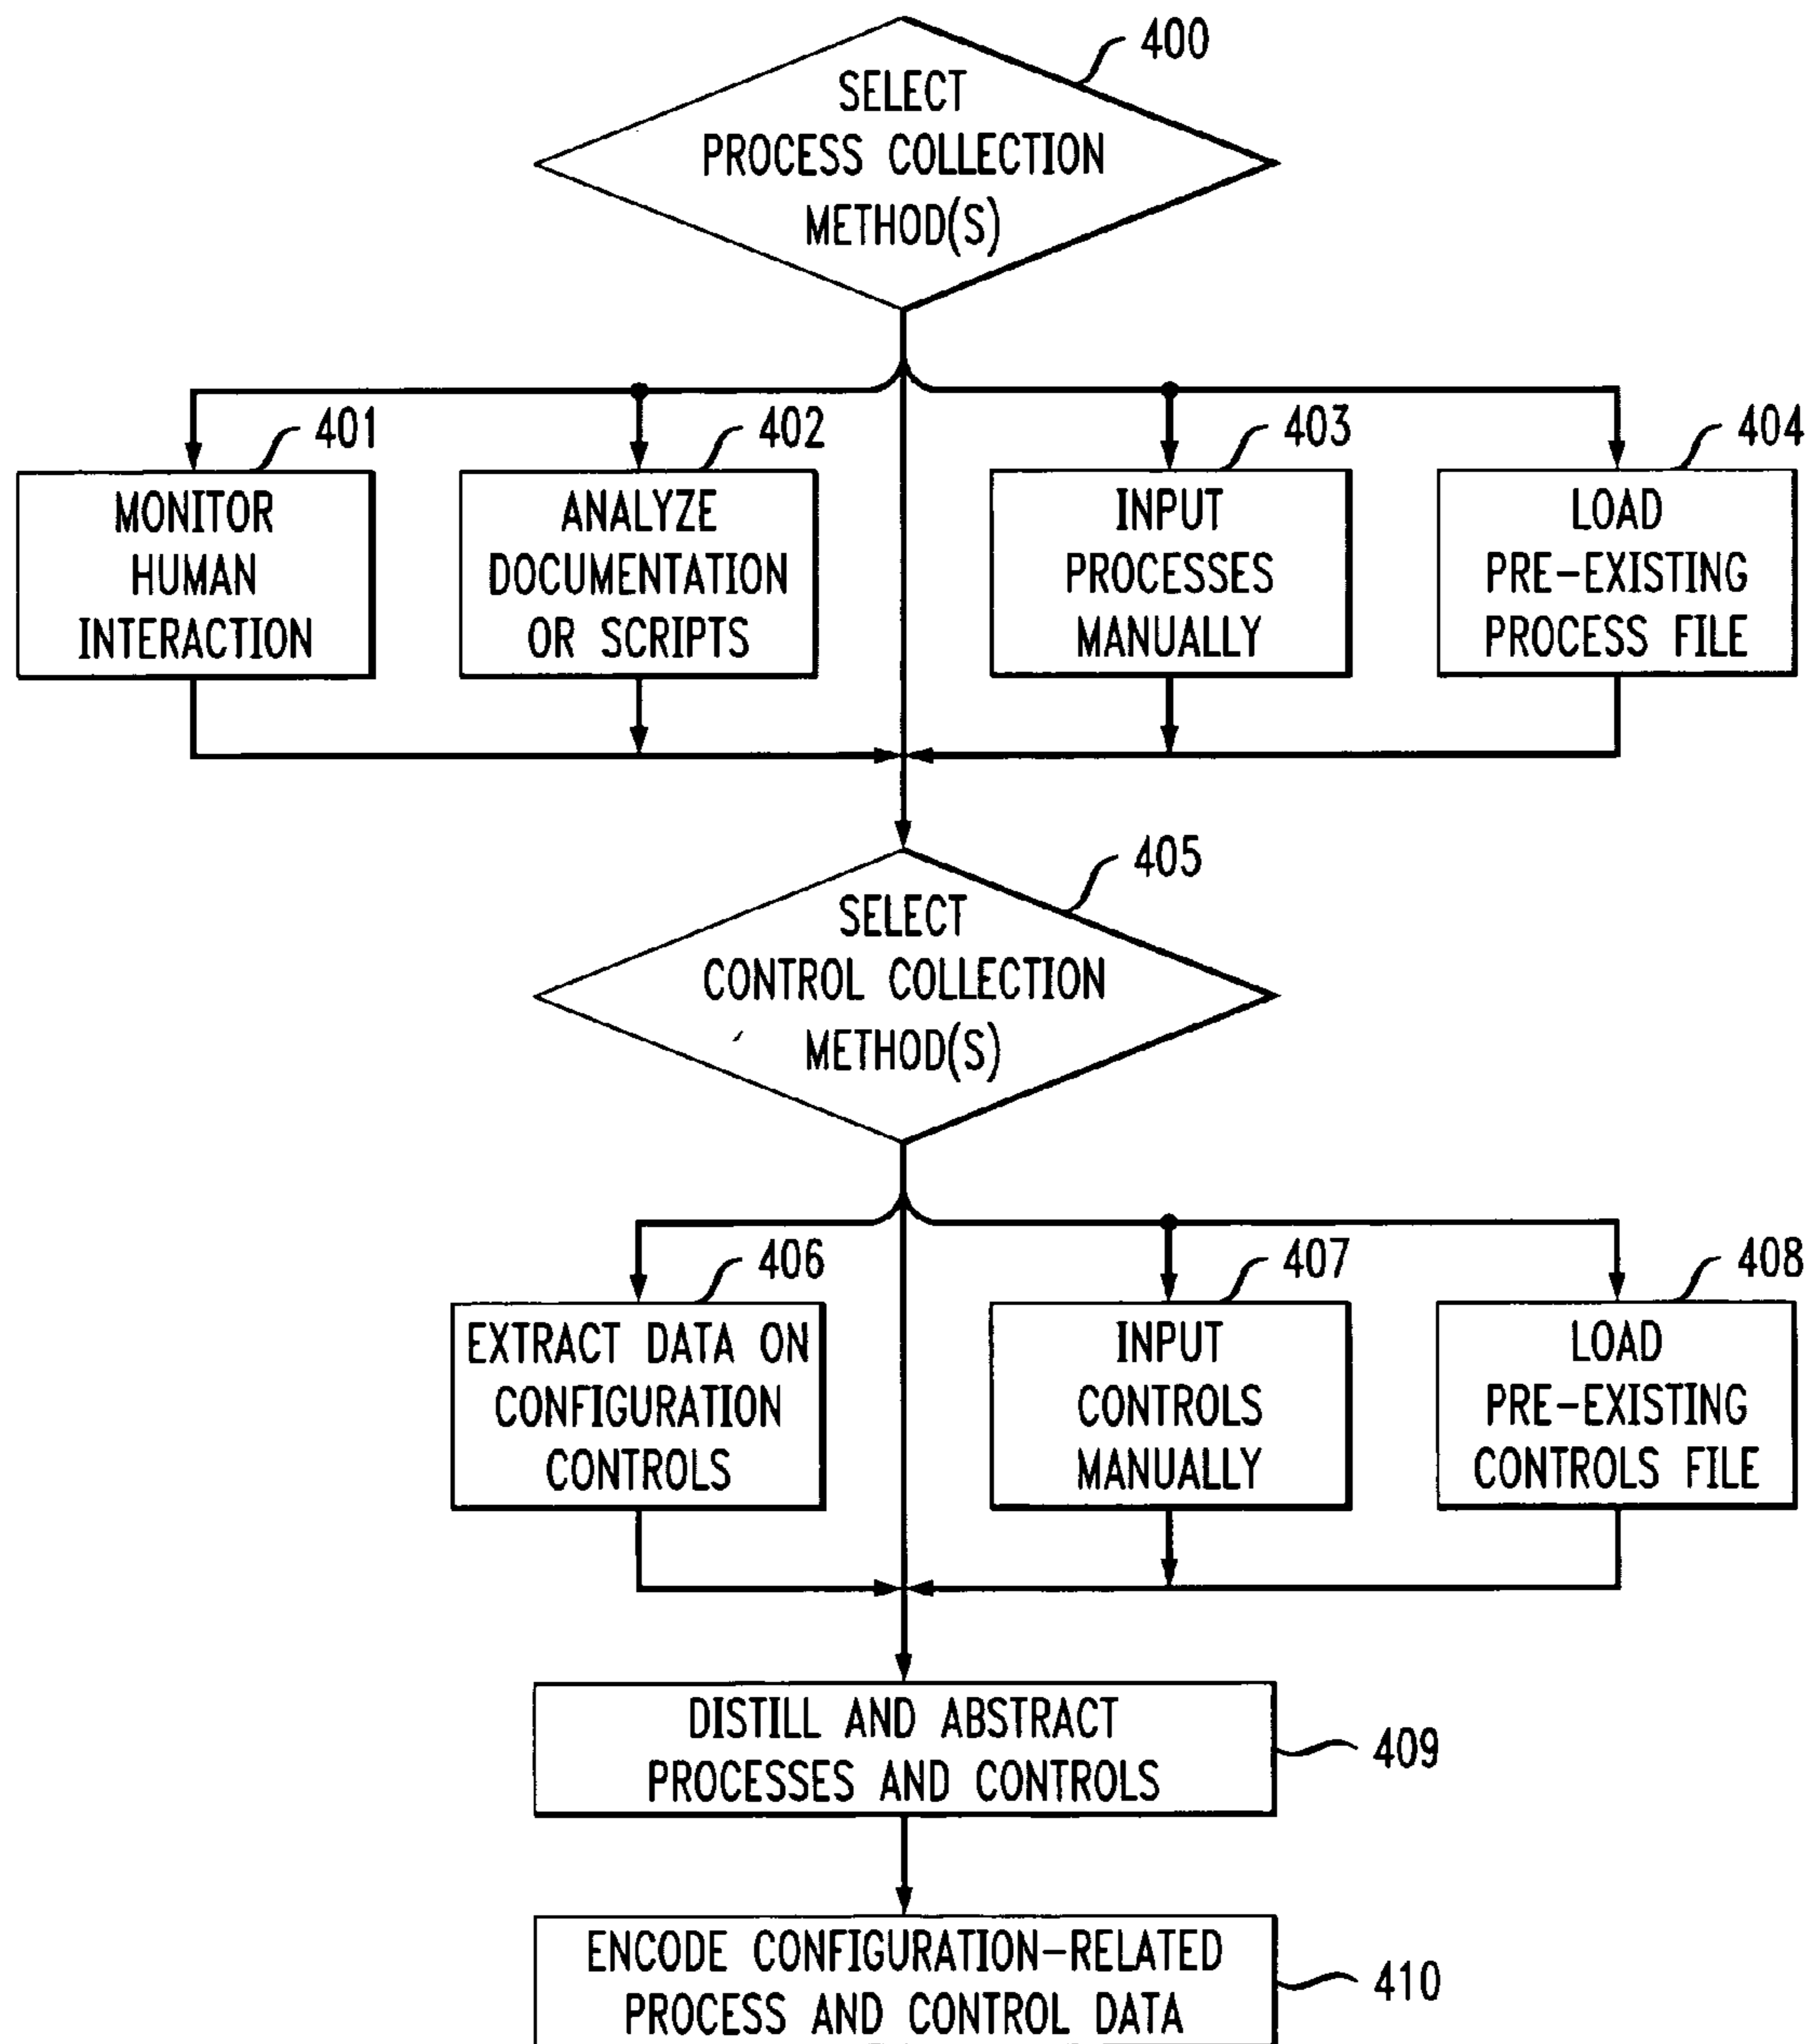 400
SELECT
PROCESS COLLECTION
METHOD(S)
401
MONITOR
HUMAN
INTERACTION
402
ANALYZE
DOCUMENTATION
OR SCRIPTS
403
INPUT
PROCESSES
MANUALLY
404
LOAD
PRE-EXISTING
PROCESS FILE
405
SELECT
CONTROL COLLECTION
METHOD(S)
406
EXTRACT DATA ON
CONFIGURATION
CONTROLS
407
INPUT
CONTROLS
MANUALLY
408
LOAD
PRE-EXISTING
CONTROLS FILE
DISTILL AND ABSTRACT
PROCESSES AND CONTROLS
409
ENCODE CONFIGURATION-RELATED
PROCESS AND CONTROL DATA
410